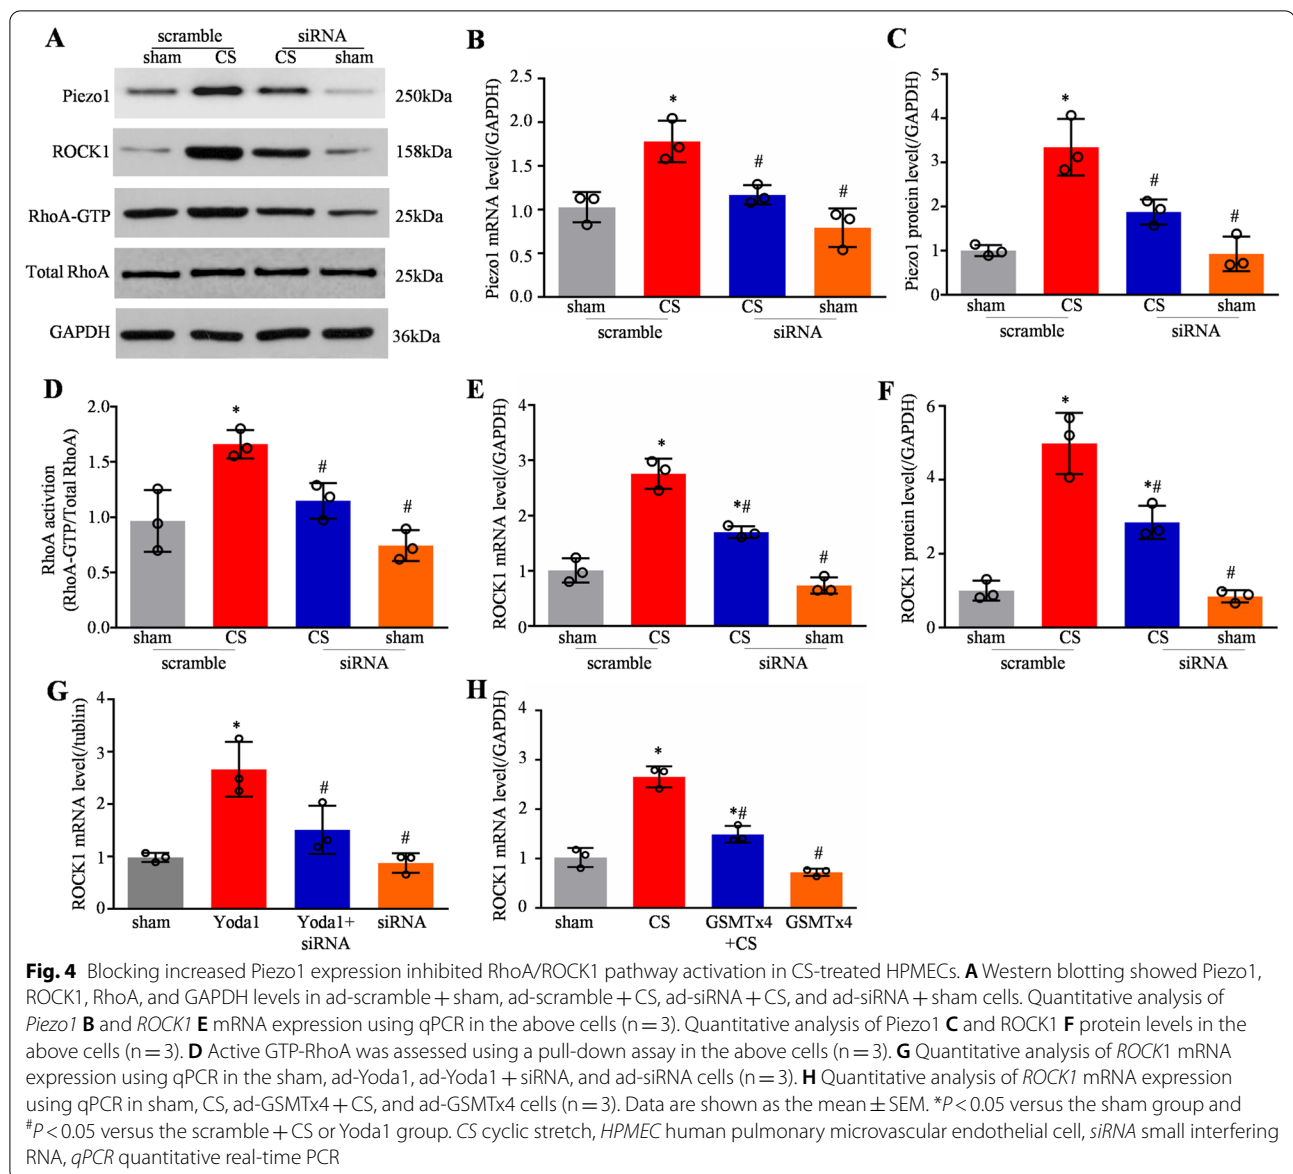 A
scramble
siRNA
sham
CS
CS
sham
Piezo1
250kDa
ROCK1
158kDa
RhoA-GTP
25kDa
Total RhoA
25kDa
GAPDH
36kDa
B
Piezo1 mRNA level(/GAPDH)
2.5
2.0
1.5
1.0
0.5
0.0
*
#
#
sham
CS
CS
sham
scramble
siRNA
C
Piezo1 protein level(/GAPDH)
5
4
3
2
1
0
*
#
#
sham
CS
CS
sham
scramble
siRNA
D
RhoA activtion
(RhoA-GTP/Total RhoA)
2.0
1.5
1.0
0.5
0.0
*
#
#
sham
CS
CS
sham
scramble
siRNA
E
ROCK1 mRNA level(/GAPDH)
4
3
2
1
0
*
*#
#
sham
CS
CS
sham
scramble
siRNA
F
ROCK1 protein level(/GAPDH)
6
4
2
0
*
*#
#
sham
CS
CS
sham
scramble
siRNA
G
ROCK1 mRNA level(/tublin)
4
3
2
1
0
*
#
#
sham
Yoda1
Yoda1+
siRNA
siRNA
H
ROCK1 mRNA level(/GAPDH)
4
3
2
1
0
*
*#
#
sham
CS
GSMTx4
+CS
GSMTx4
Fig. 4 Blocking increased Piezo1 expression inhibited RhoA/ROCK1 pathway activation in CS-treated HPMECs. A Western blotting showed Piezo1,
ROCK1, RhoA, and GAPDH levels in ad-scramble + sham, ad-scramble + CS, ad-siRNA + CS, and ad-siRNA + sham cells. Quantitative analysis of
Piezo1 B and ROCK1 E mRNA expression using qPCR in the above cells (n = 3). Quantitative analysis of Piezo1 C and ROCK1 F protein levels in the
above cells (n = 3). D Active GTP-RhoA was assessed using a pull-down assay in the above cells (n = 3). G Quantitative analysis of ROCK1 mRNA
expression using qPCR in the sham, ad-Yoda1, ad-Yoda1 + siRNA, and ad-siRNA cells (n = 3). H Quantitative analysis of ROCK1 mRNA expression
using qPCR in sham, CS, ad-GSMTx4 + CS, and ad-GSMTx4 cells (n = 3). Data are shown as the mean ± SEM. *P < 0.05 versus the sham group and
#P < 0.05 versus the scramble + CS or Yoda1 group. CS cyclic stretch, HPMEC human pulmonary microvascular endothelial cell, siRNA small interfering
RNA, qPCR quantitative real-time PCR